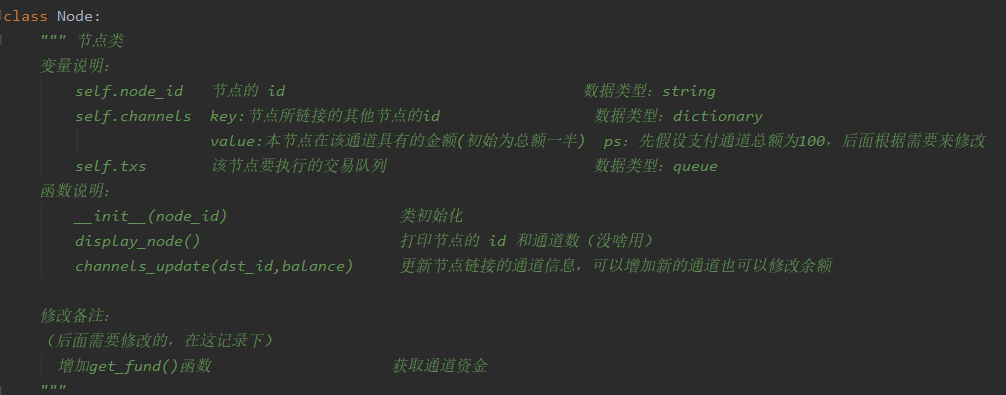 class Node:
""" 节点类
变量说明：
self.node_id 节点的 id 数据类型：string
self.channels key:节点所链接的其他节点的id 数据类型：dictionary
value:本节点在该通道具有的金额(初始为总额一半) ps：先假设支付通道总额为100，后面根据需要来修改
self.txs 该节点要执行的交易队列 数据类型：queue
函数说明：
__init__(node_id) 类初始化
display_node() 打印节点的 id 和通道数（没啥用）
channels_update(dst_id,balance) 更新节点链接的通道信息，可以增加新的通道也可以修改余额
修改备注：
（后面需要修改的，在这记录下）
增加get_fund()函数 获取通道资金
"""